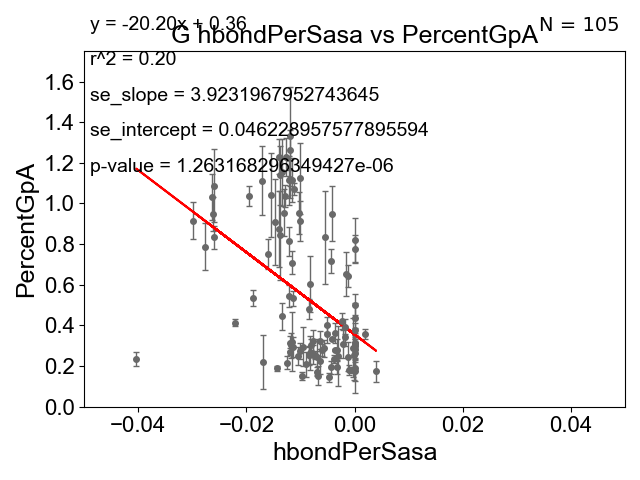 y = -20.20x + 0.36
G hbondPerSasa vs PercentGpA
N = 105
r^2 = 0.20
se_slope = 3.9231967952743645
se_intercept = 0.046228957577895594
p-value = 1.263168296349427e-06
PercentGpA
1.6
1.4
1.2
1.0
0.8
0.6
0.4
0.2
0.0
−0.04
−0.02
0.00
0.02
0.04
hbondPerSasa